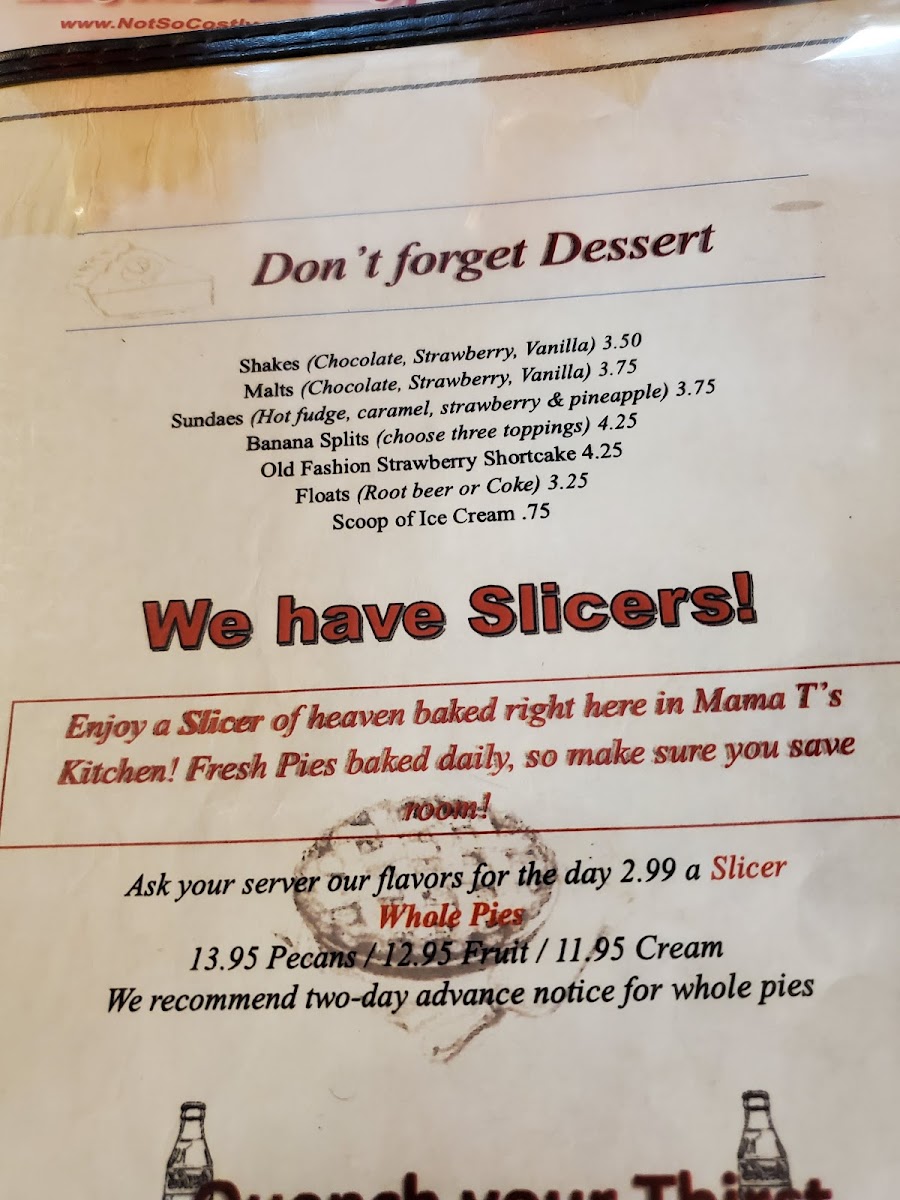 www.NotSoCostly
Don't forget Dessert
Shakes (Chocolate, Strawberry, Vanilla) 3.50
Malts (Chocolate, Strawberry, Vanilla) 3.75
Sundaes (Hot fudge, caramel, strawberry & pineapple) 3.75
Banana Splits (choose three toppings) 4.25
Old Fashion Strawberry Shortcake 4.25
Floats (Root beer or Coke) 3.25
Scoop of Ice Cream .75
We have Slicers!
Enjoy a Slicer of heaven baked right here in Mama T's
Kitchen! Fresh Pies baked daily, so make sure you save
room!
Ask your server our flavors for the day 2.99 a Slicer
Whole Pies
13.95 Pecans / 12.95 Fruit / 11.95 Cream
We recommend two-day advance notice for whole pies
Quench your Thirst